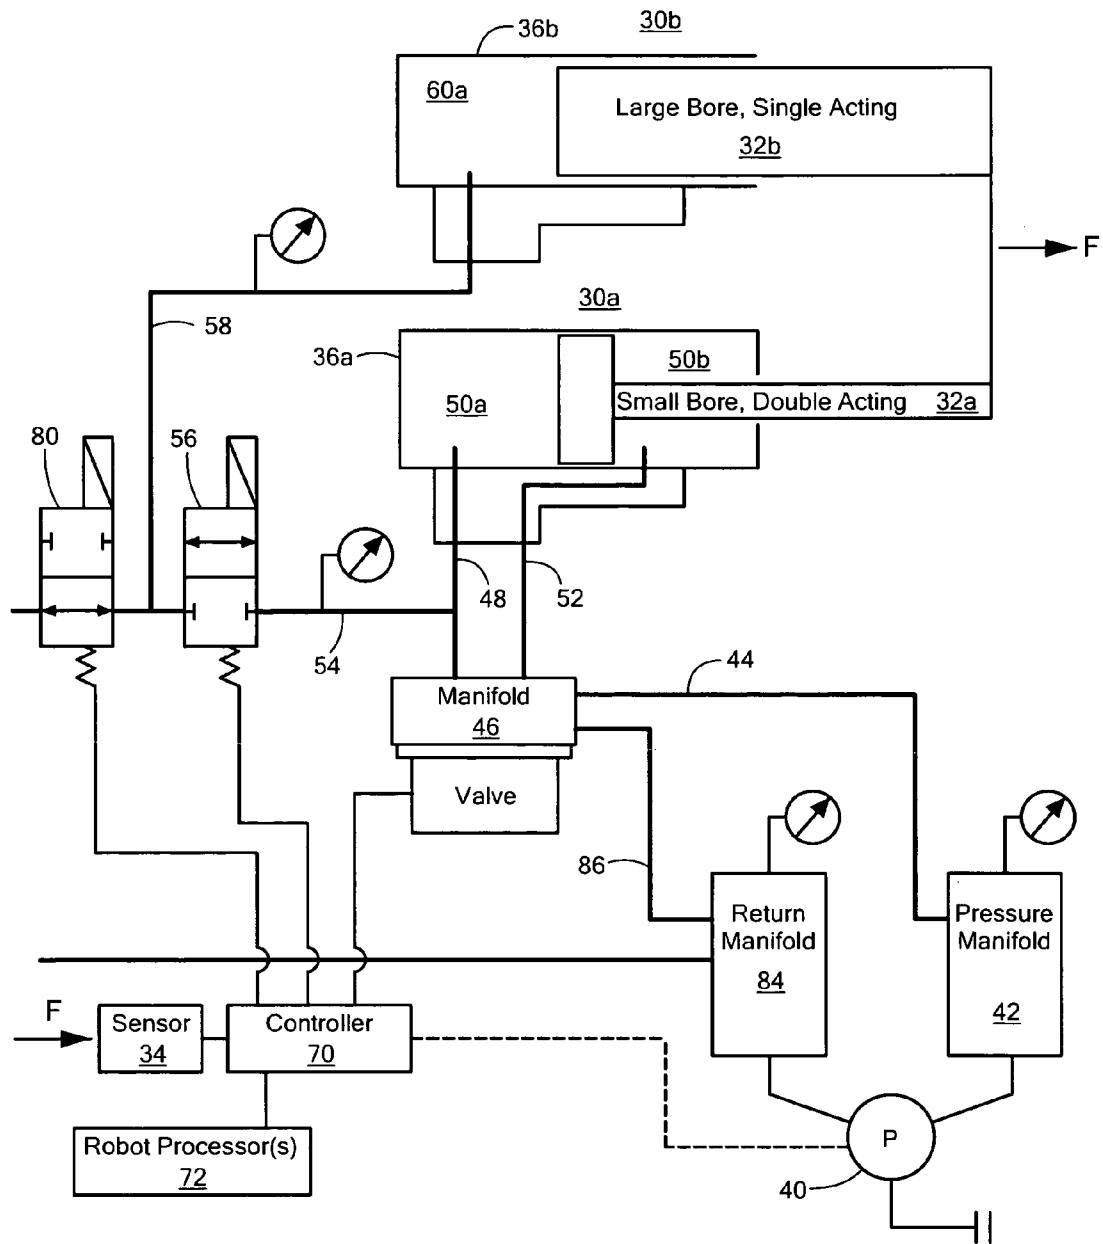 36b
30b
60a
Large Bore, Single Acting
32b
F
58
30a
36a
50b
50a
Small Bore, Double Acting 32a
80
56
48
52
54
44
Manifold
46
Valve
86
Return
Manifold
84
Pressure
Manifold
42
F
Sensor
34
Controller
70
Robot Processor(s)
72
P
40